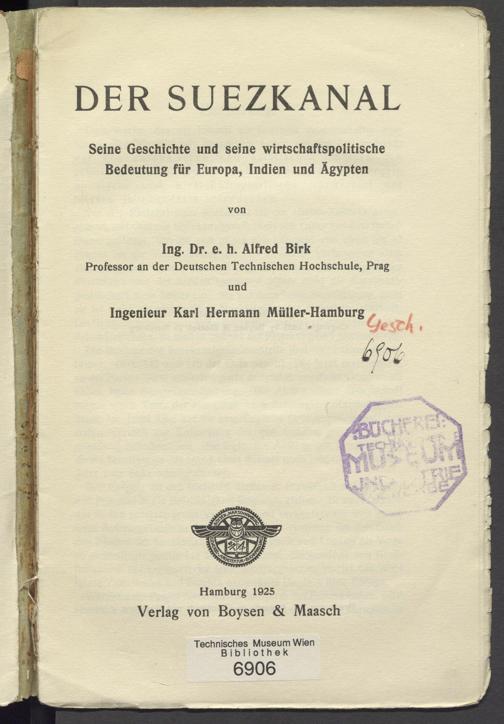 DER SUEZKANAL
Seine Geschichte und seine wirtschaftspolitische
Bedeutung für Europa, Indien und Ägypten
von
Ing. Dr. e. h. Alfred Birk
Professor an der Deutschen Technischen Hochschule, Prag
und
Ingenieur Karl Hermann Müller-Hamburg
Gesch.
6906
BÜCHEREI
MUSEUM
Hamburg 1925
Verlag von Boysen & Maasch
Technisches Museum Wien
Bibliothek
6906